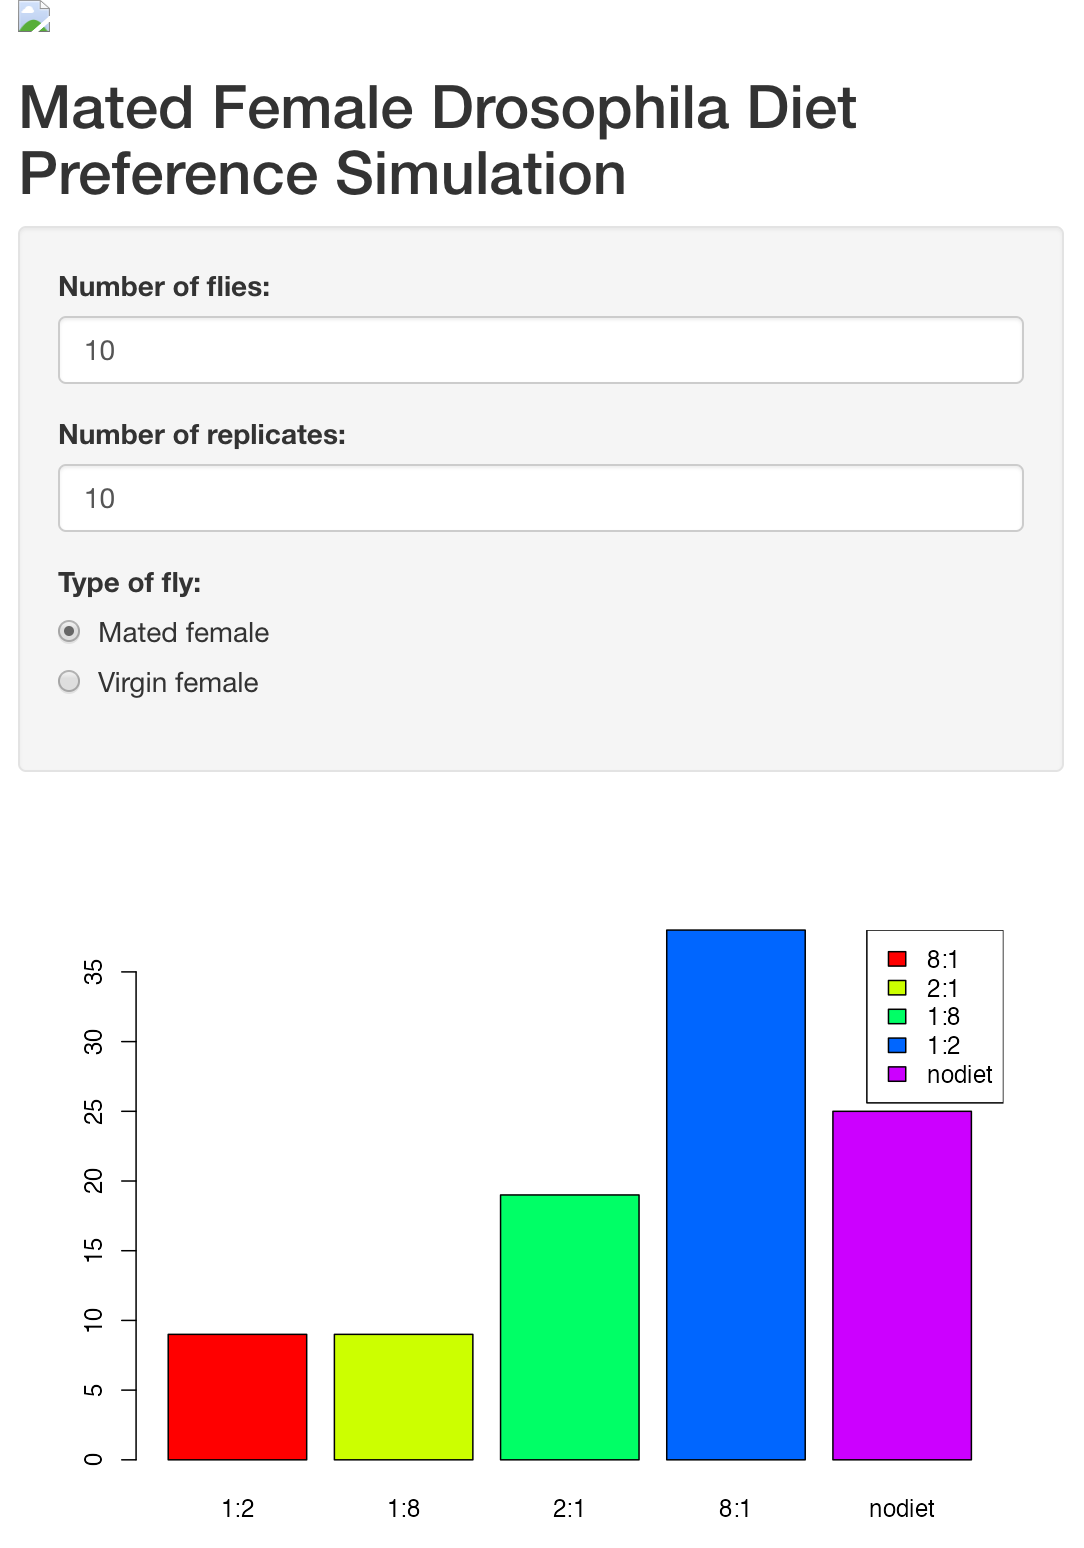 Mated Female Drosophila Diet
Preference Simulation
Number of flies:
10
Number of replicates:
10
Type of fly:
Mated female
Virgin female
35
30
25
20
15
10
5
0
8:1
2:1
1:8
1:2
nodiet
1:2
1:8
2:1
8:1
nodiet